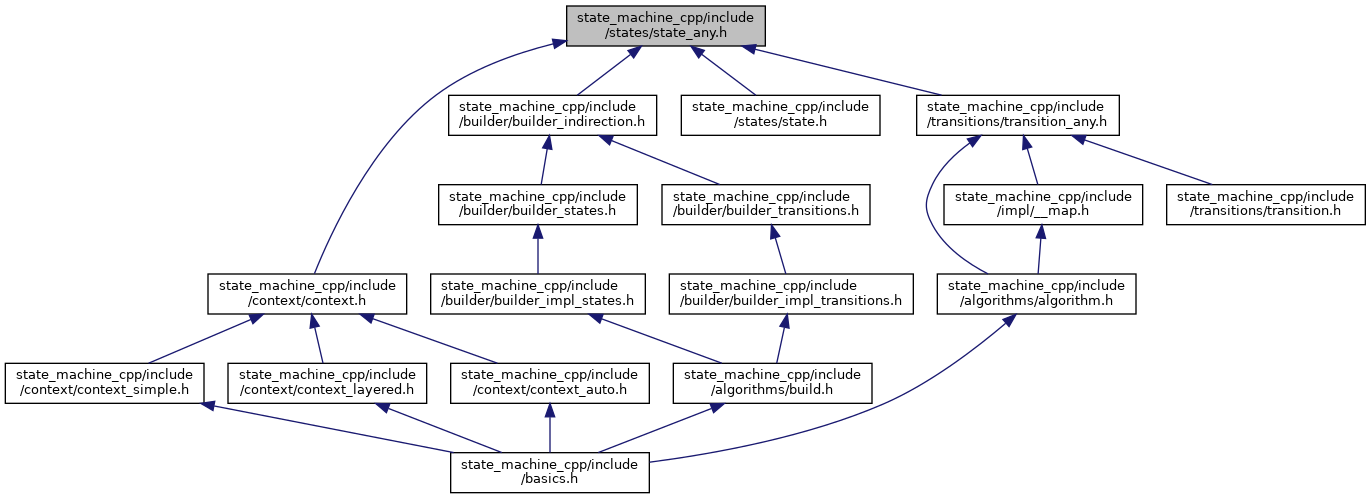 state_machine_cpp/include
/states/state_any.h
state_machine_cpp/include
/builder/builder_indirection.h
state_machine_cpp/include
/states/state.h
state_machine_cpp/include
/transitions/transition_any.h
state_machine_cpp/include
/builder/builder_states.h
state_machine_cpp/include
/builder/builder_transitions.h
state_machine_cpp/include
/impl/__map.h
state_machine_cpp/include
/transitions/transition.h
state_machine_cpp/include
/context/context.h
state_machine_cpp/include
/builder/builder_impl_states.h
state_machine_cpp/include
/builder/builder_impl_transitions.h
state_machine_cpp/include
/algorithms/algorithm.h
state_machine_cpp/include
/context/context_simple.h
state_machine_cpp/include
/context/context_layered.h
state_machine_cpp/include
/context/context_auto.h
state_machine_cpp/include
/algorithms/build.h
state_machine_cpp/include
/basics.h